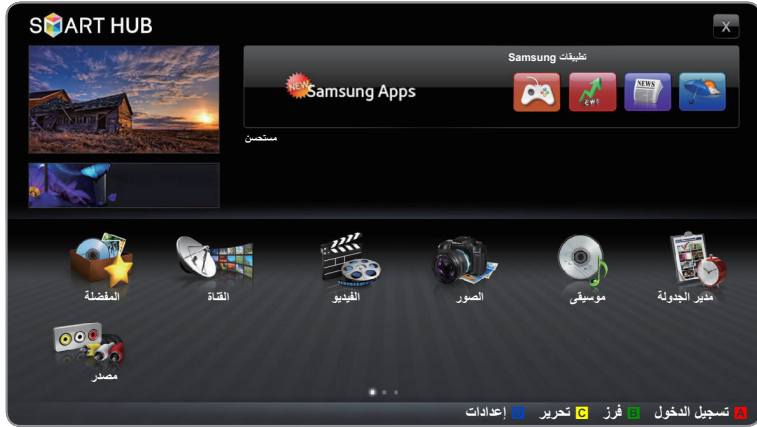 SMART HUB
X
تطبيقات Samsung
NEW
Samsung Apps
NEWS
مستحسن
مدير الجدولة
موسيقى
الصور
الفيديو
القناة
المفضلة
مصدر
A تسجيل الدخول B فرز C تحرير D إعدادات